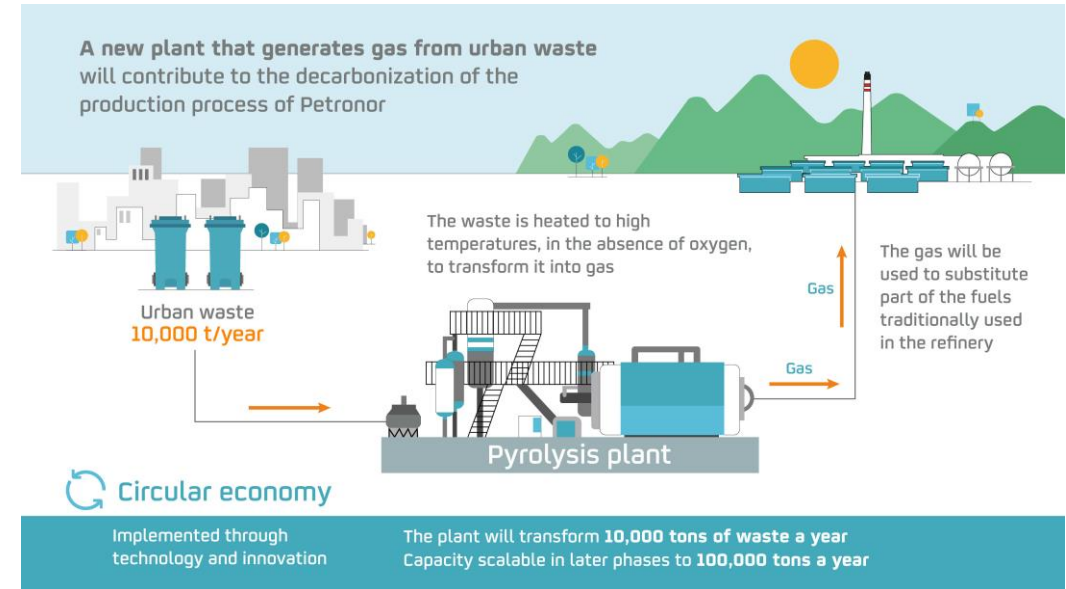 A new plant that generates gas from urban waste
will contribute to the decarbonization of the
production process of Petronor
The waste is heated to high
temperatures, in the absence of oxygen,
to transform it into gas
The gas will be
used to substitute
part of the fuels
traditionally used
in the refinery
Gas
Gas
Urban waste
10,000 t/year
Pyrolysis plant
Circular economy
Implemented through
technology and innovation
The plant will transform 10,000 tons of waste a year
Capacity scalable in later phases to 100,000 tons a year